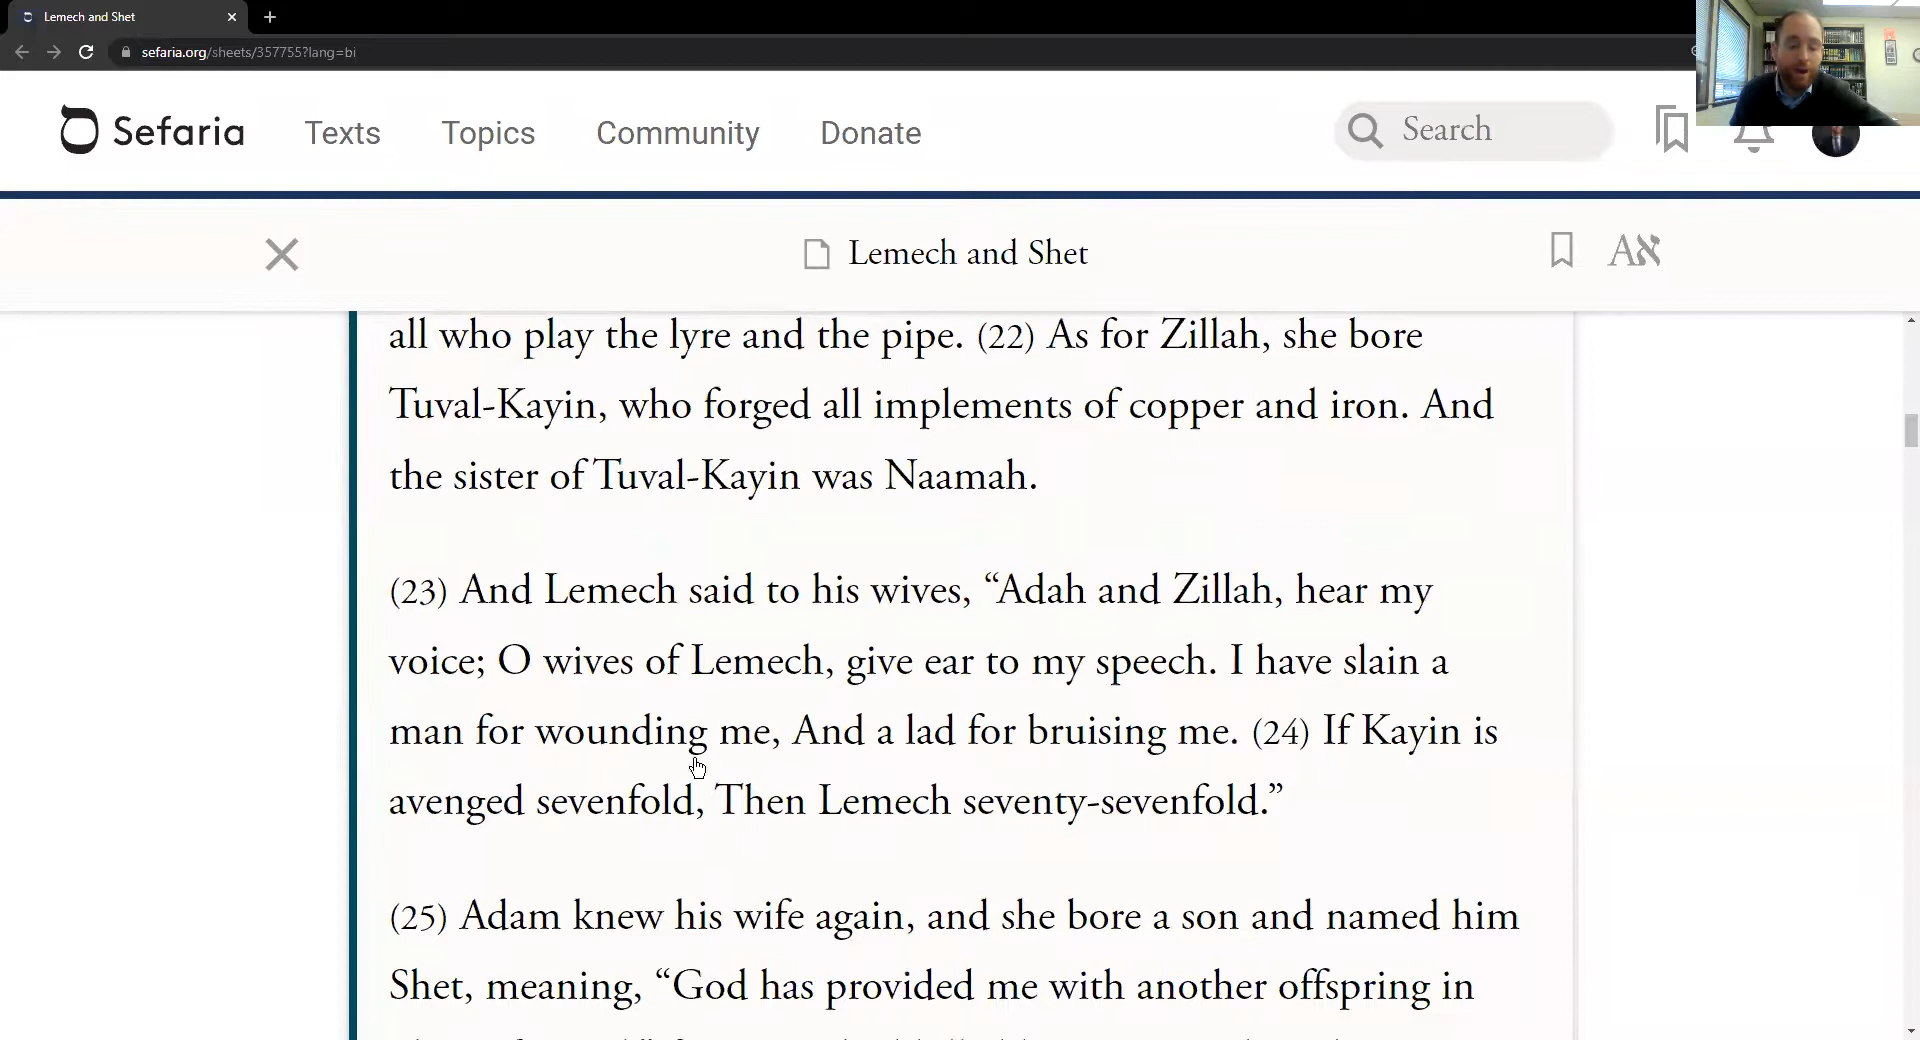 Lemech and Shet
sefaria.org/sheets/357755?lang=bi
Sefaria Texts Topics Community Donate Search
Lemech and Shet Aא
all who play the lyre and the pipe. (22) As for Zillah, she bore
Tuval-Kayin, who forged all implements of copper and iron. And
the sister of Tuval-Kayin was Naamah.
(23) And Lemech said to his wives, “Adah and Zillah, hear my
voice; O wives of Lemech, give ear to my speech. I have slain a
man for wounding me, And a lad for bruising me. (24) If Kayin is
avenged sevenfold, Then Lemech seventy-sevenfold.”
(25) Adam knew his wife again, and she bore a son and named him
Shet, meaning, “God has provided me with another offspring in